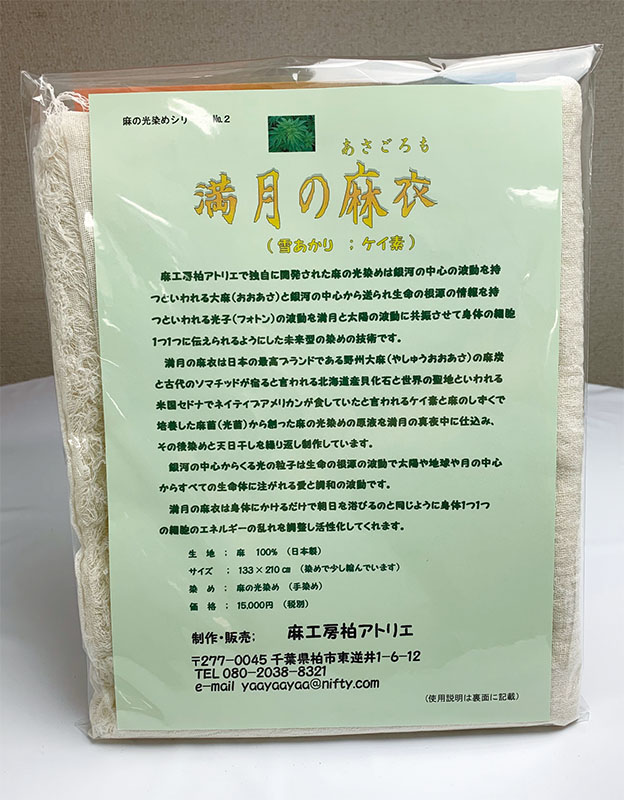 麻の光染めシリ No.2
あさごろも
満月の麻衣
(雪あかり ;ケイ素)
麻工房柏アトリエで独自に開発された麻の光染めは銀河の中心の波動を持
つといわれる大麻(おおあさ)と銀河の中心から送られ生命の根源の情報を持
つといわれる光子(フォトン)の波動を満月と太陽の波動に共振させて身体の細胞
1つ1つに伝えられるようにした未来型の染めの技術です。
満月の麻衣は日本の最高ブランドである野州大麻(やしゅうおおあさ)の麻炭
と古代のソマチッドが宿ると言われる北海道産貝化石と世界の聖地といわれる
米国セドナでネイティブアメリカンが食していたと言われるケイ素と麻のしずくで
培養した麻菌(光菌)から創った麻の光染めの原液を満月の真夜中に仕込み、
その後染めと天日干しを繰り返し制作しています。
銀河の中心からくる光の粒子は生命の根源の波動で太陽や地球や月の中心
からすべての生命体に注がれる愛と調和の波動です。
満月の麻衣は身体にかけるだけで朝日を浴びるのと同じように身体1つ1つ
の細胞のエネルギーの乱れを調整し活性化してくれます。
生 地 ; 麻 100% (日本製)
サイズ ; 133×210㎝ (染めで少し縮んでいます)
染 め ; 麻の光染め (手染め)
価 格 ; 15,000円 (税別)
制作・販売; 麻工房柏アトリエ
〒277-0045 千葉県柏市東逆井1-6-12
TEL 080-2038-8321
e-mail yaayaayaa@nifty.com
(使用説明は裏面に記載)